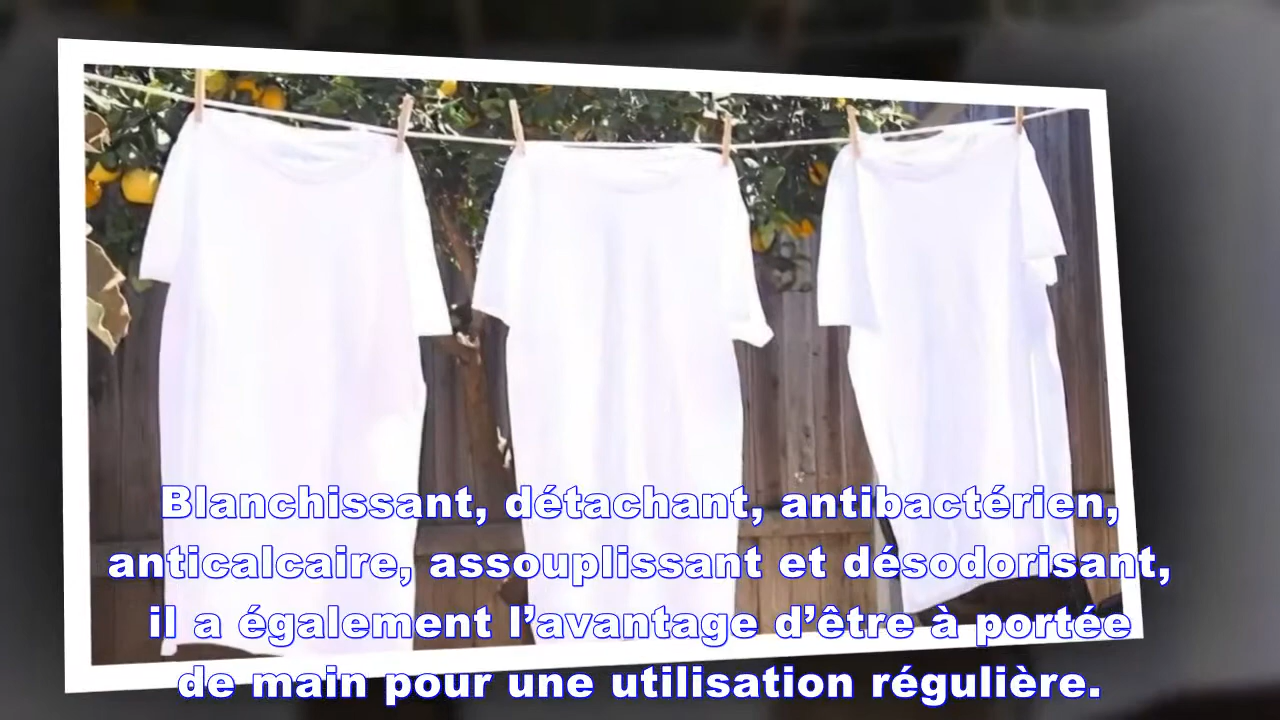 Blanchissant, détachant, antibactérien,
anticalcaire, assouplissant et désodorisant,
il a également l’avantage d’être à portée
de main pour une utilisation régulière.